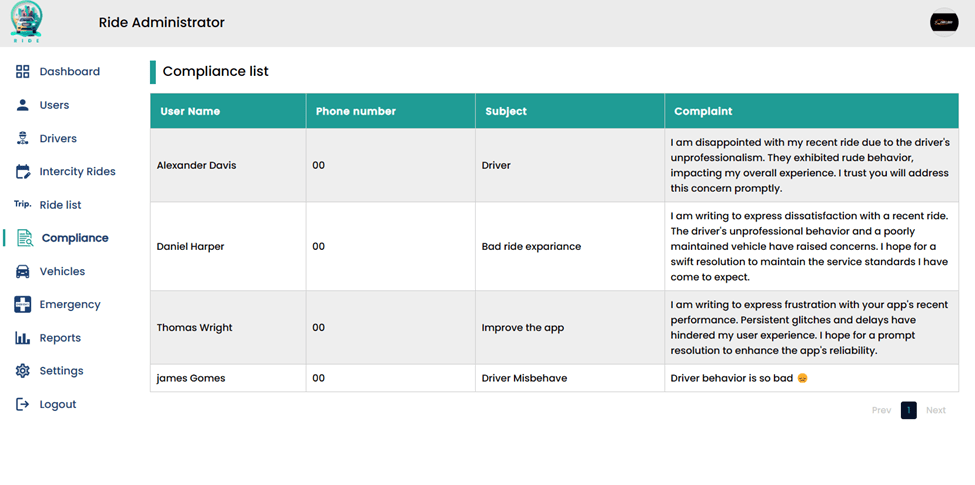 RIDE
Ride Administrator
Dashboard
Users
Drivers
Intercity Rides
Trip. Ride list
Compliance
Vehicles
Emergency
Reports
Settings
Logout
Compliance list
User Name Phone number Subject Complaint
Alexander Davis 00 Driver
I am disappointed with my recent ride due to the driver's
unprofessionalism. They exhibited rude behavior,
impacting my overall experience. I trust you will address
this concern promptly.
Daniel Harper 00 Bad ride expariance
I am writing to express dissatisfaction with a recent ride.
The driver's unprofessional behavior and a poorly
maintained vehicle have raised concerns. I hope for a
swift resolution to maintain the service standards I have
come to expect.
Thomas Wright 00 Improve the app
I am writing to express frustration with your app's recent
performance. Persistent glitches and delays have
hindered my user experience. I hope for a prompt
resolution to enhance the app's reliability.
james Gomes 00 Driver Misbehave Driver behavior is so bad 😞
Prev 1 Next